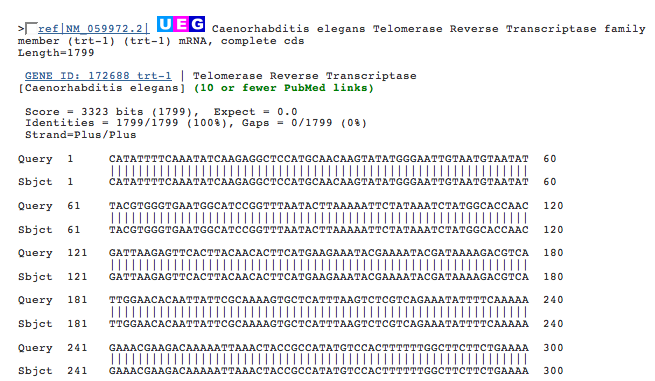 > ref|NM_059972.2| U E G Caenorhabditis elegans Telomerase Reverse Transcriptase family
member (trt-1) (trt-1) mRNA, complete cds
Length=1799
GENE ID: 172688 trt-1 | Telomerase Reverse Transcriptase
[Caenorhabditis elegans] (10 or fewer PubMed links)
Score = 3323 bits (1799), Expect = 0.0
Identities = 1799/1799 (100%), Gaps = 0/1799 (0%)
Strand=Plus/Plus
Query 1 CATATTTTCAAATATCAAGAGGCTCCATGCAACAAGTATATGGGAATTGTAATGTAATAT 60
||||||||||||||||||||||||||||||||||||||||||||||||||||||||||||
Sbjct 1 CATATTTTCAAATATCAAGAGGCTCCATGCAACAAGTATATGGGAATTGTAATGTAATAT 60
Query 61 TACGTGGGTGAATGGCATCCGGTTTAATACTTAAAAATTCTATAAATCTATGGCACCAAC 120
||||||||||||||||||||||||||||||||||||||||||||||||||||||||||||
Sbjct 61 TACGTGGGTGAATGGCATCCGGTTTAATACTTAAAAATTCTATAAATCTATGGCACCAAC 120
Query 121 GATTAAGAGTTCACTTACAACACTTCATGAAGAAATACGAAAATACGATAAAAGACGTCA 180
||||||||||||||||||||||||||||||||||||||||||||||||||||||||||||
Sbjct 121 GATTAAGAGTTCACTTACAACACTTCATGAAGAAATACGAAAATACGATAAAAGACGTCA 180
Query 181 TTGGAACACAATTATTCGCAAAAGTGCTCATTTAAGTCTCGTCAGAAATATTTTCAAAAA 240
||||||||||||||||||||||||||||||||||||||||||||||||||||||||||||
Sbjct 181 TTGGAACACAATTATTCGCAAAAGTGCTCATTTAAGTCTCGTCAGAAATATTTTCAAAAA 240
Query 241 GAAACGAAGACAAAAATTAAACTACCGCCATATGTCCACTTTTTTGGCTTCTTCTGAAAA 300
||||||||||||||||||||||||||||||||||||||||||||||||||||||||||||
Sbjct 241 GAAACGAAGACAAAAATTAAACTACCGCCATATGTCCACTTTTTTGGCTTCTTCTGAAAA 300